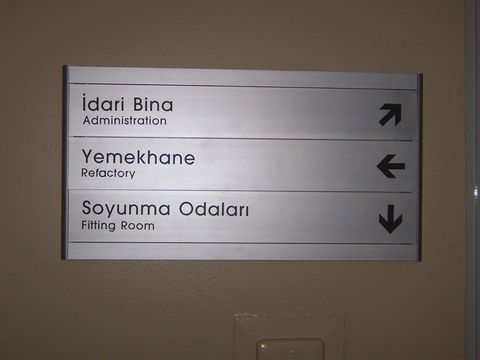 İdari Bina
Administration
Yemekhane
Refactory
Soyunma Odaları
Fitting Room